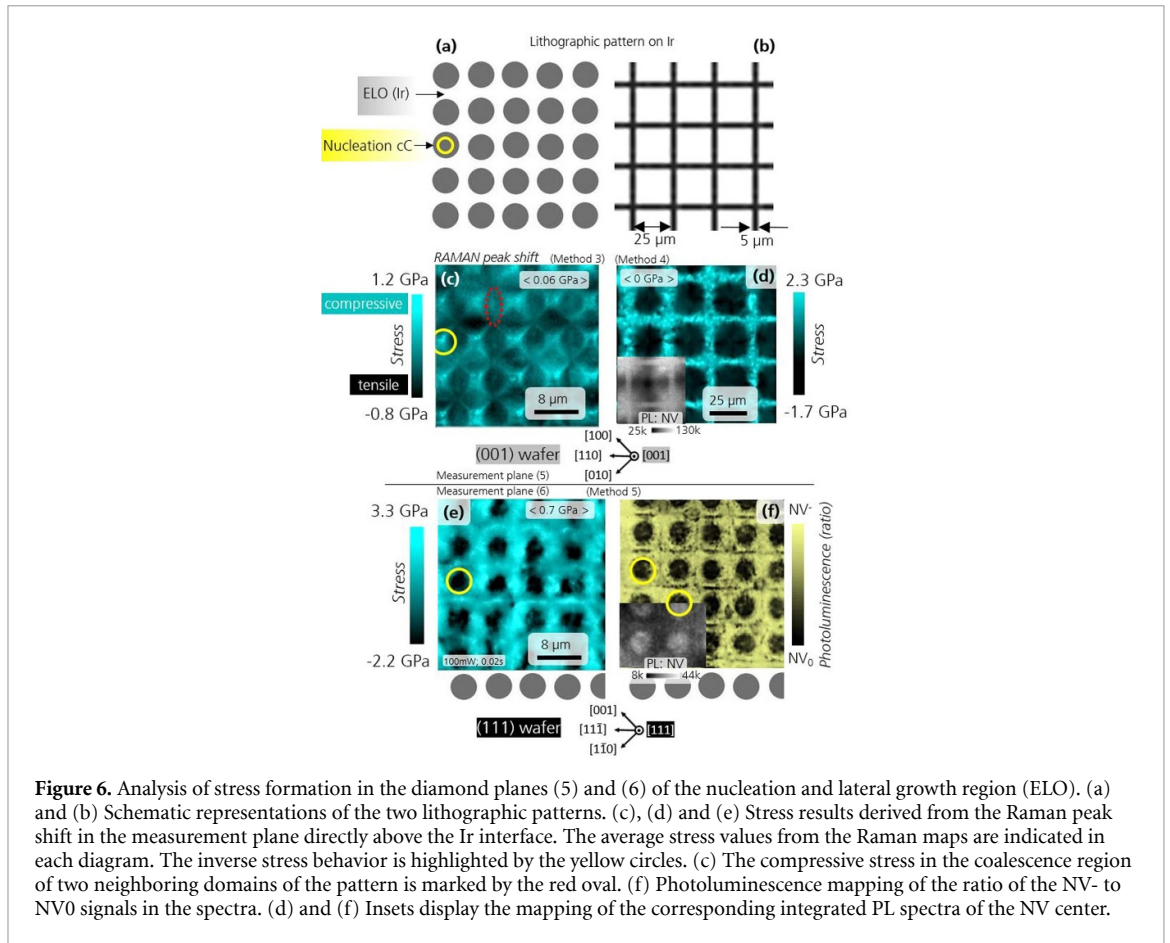 (a)
Lithographic pattern on Ir
(b)
ELO (Ir)
Nucleation cC
25 µm
5 µm
RAMAN peak shift (Method 3)
(Method 4)
1.2 GPa
compressive
Stress
tensile
-0.8 GPa
(c)
< 0.06 GPa >
8 µm
< 0 GPa >
(d)
PL: NV
25k
130k
25 µm
2.3 GPa
Stress
-1.7 GPa
(001) wafer
[100]
[110]
[001]
[010]
Measurement plane (5)
Measurement plane (6)
(Method 5)
3.3 GPa
Stress
-2.2 GPa
(e)
< 0.7 GPa >
100mW; 0.02s
8 µm
(f)
PL: NV
8k
44k
NV-
Photoluminescence (ratio)
NV₀
(111) wafer
[001]
[111̄]
[111]
[11̄0]
Figure 6. Analysis of stress formation in the diamond planes (5) and (6) of the nucleation and lateral growth region (ELO). (a)
and (b) Schematic representations of the two lithographic patterns. (c), (d) and (e) Stress results derived from the Raman peak
shift in the measurement plane directly above the Ir interface. The average stress values from the Raman maps are indicated in
each diagram. The inverse stress behavior is highlighted by the yellow circles. (c) The compressive stress in the coalescence region
of two neighboring domains of the pattern is marked by the red oval. (f) Photoluminescence mapping of the ratio of the NV- to
NV0 signals in the spectra. (d) and (f) Insets display the mapping of the corresponding integrated PL spectra of the NV center.